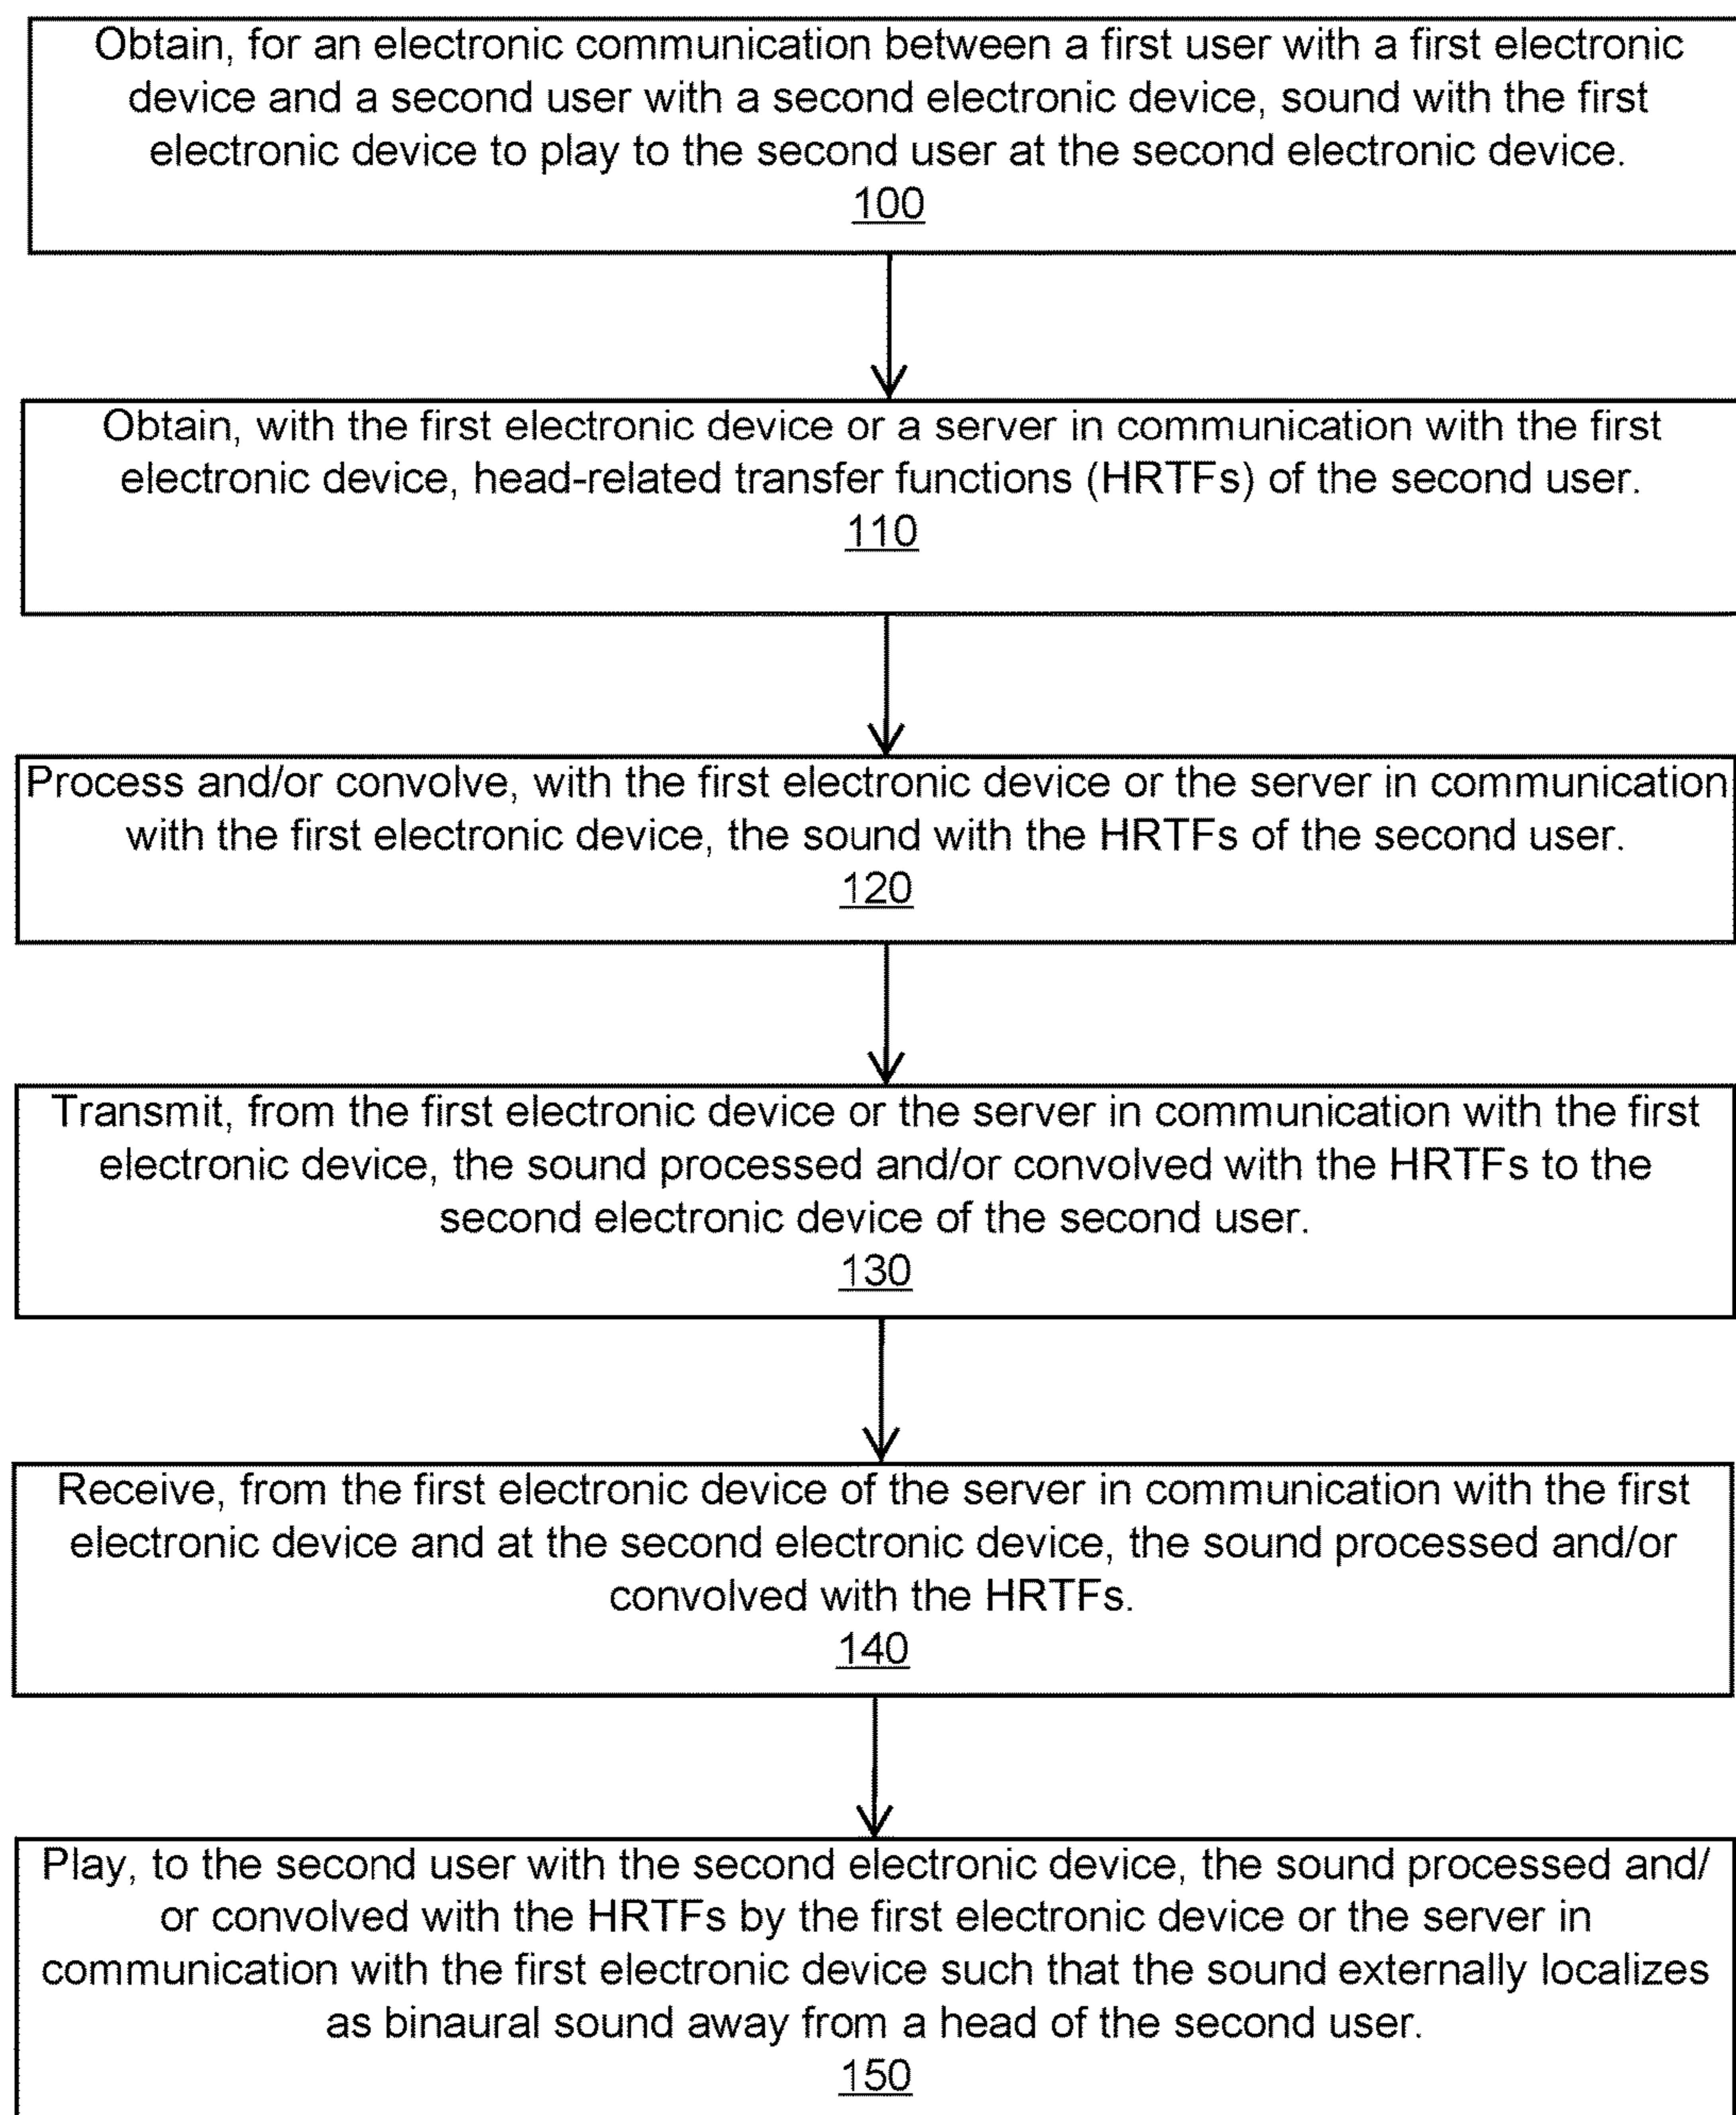 Obtain, for an electronic communication between a first user with a first electronic
device and a second user with a second electronic device, sound with the first
electronic device to play to the second user at the second electronic device.
100
Obtain, with the first electronic device or a server in communication with the first
electronic device, head-related transfer functions (HRTFs) of the second user.
110
Process and/or convolve, with the first electronic device or the server in communication
with the first electronic device, the sound with the HRTFs of the second user.
120
Transmit, from the first electronic device or the server in communication with the first
electronic device, the sound processed and/or convolved with the HRTFs to the
second electronic device of the second user.
130
Receive, from the first electronic device of the server in communication with the first
electronic device and at the second electronic device, the sound processed and/or
convolved with the HRTFs.
140
Play, to the second user with the second electronic device, the sound processed and/
or convolved with the HRTFs by the first electronic device or the server in
communication with the first electronic device such that the sound externally localizes
as binaural sound away from a head of the second user.
150